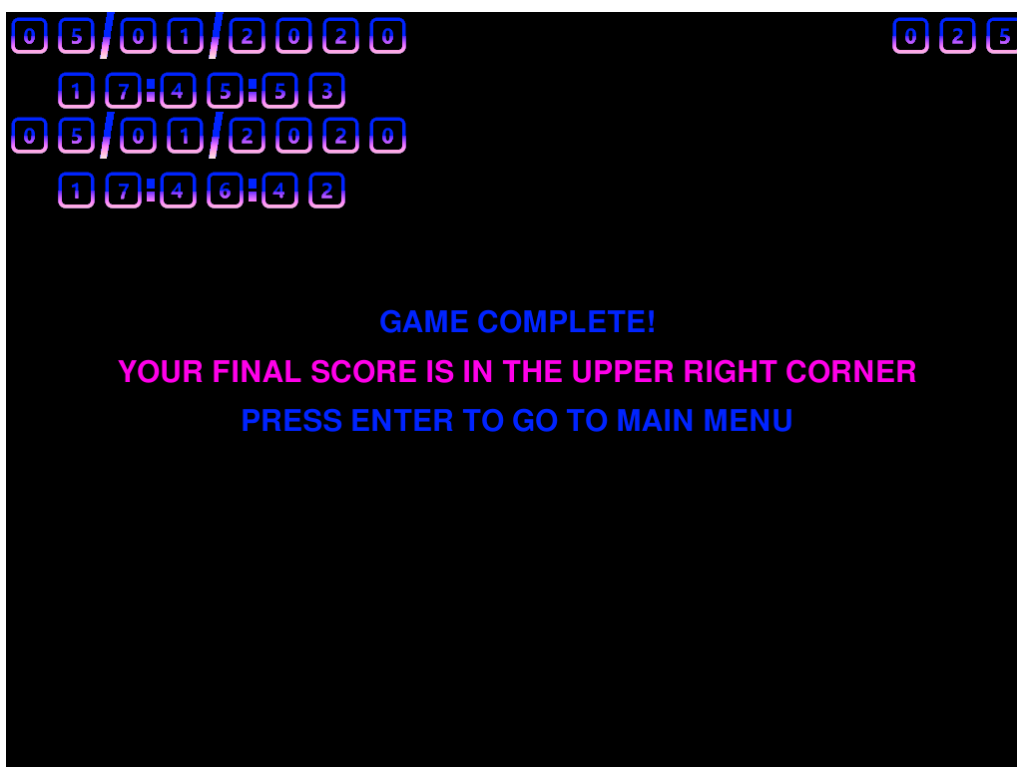 05/01/2020 025
17:45:53
05/01/2020
17:46:42
GAME COMPLETE!
YOUR FINAL SCORE IS IN THE UPPER RIGHT CORNER
PRESS ENTER TO GO TO MAIN MENU